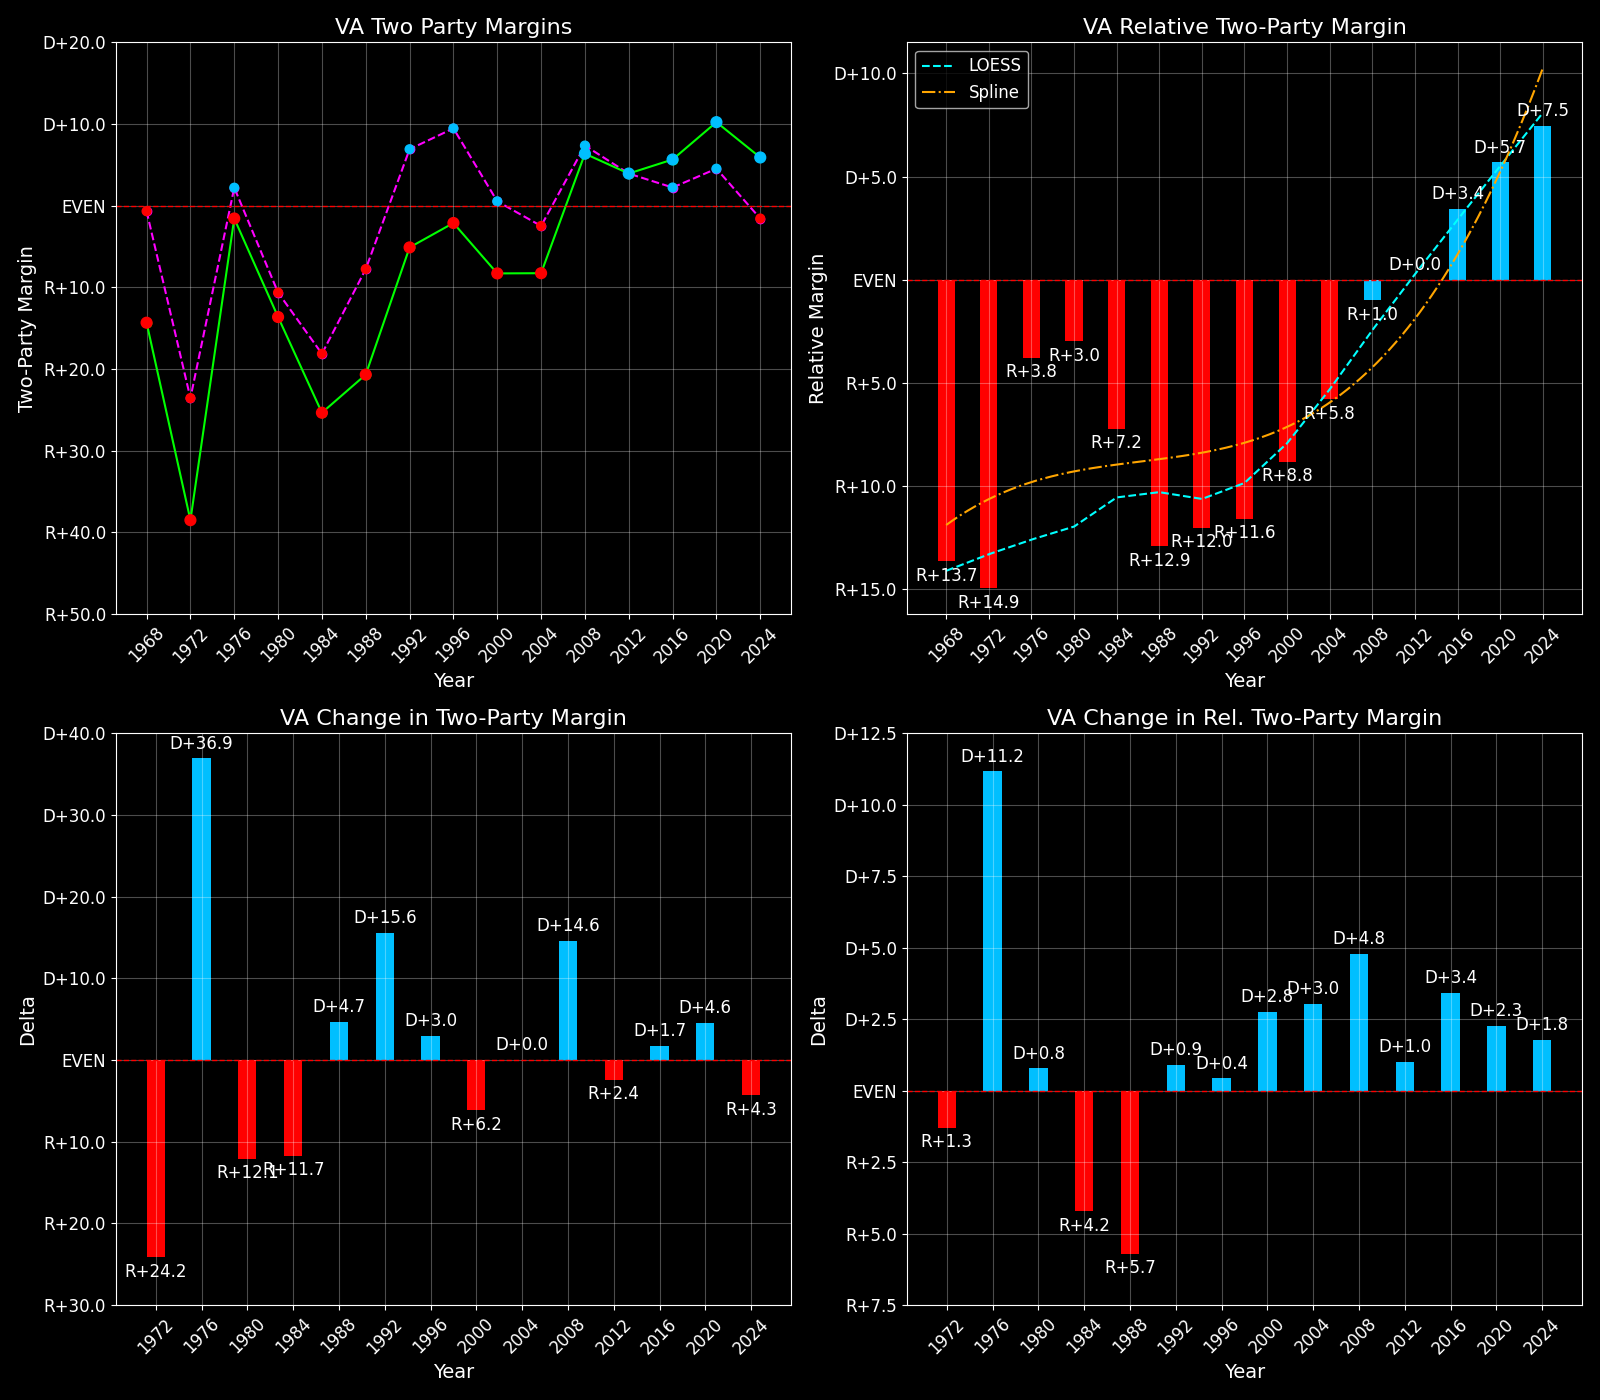 VA Two Party Margins
D+20.0
D+10.0
EVEN
R+10.0
R+20.0
R+30.0
R+40.0
R+50.0
Two-Party Margin
1968 1972 1976 1980 1984 1988 1992 1996 2000 2004 2008 2012 2016 2020 2024
Year
VA Relative Two-Party Margin
LOESS
Spline
D+10.0
D+5.0
EVEN
R+5.0
R+10.0
R+15.0
Relative Margin
R+13.7 R+14.9 R+3.8 R+3.0 R+7.2 R+12.9 R+12.0 R+11.6 R+8.8 R+5.8 R+1.0 D+0.0 D+3.4 D+5.7 D+7.5
1968 1972 1976 1980 1984 1988 1992 1996 2000 2004 2008 2012 2016 2020 2024
Year
VA Change in Two-Party Margin
D+40.0
D+30.0
D+20.0
D+10.0
EVEN
R+10.0
R+20.0
R+30.0
Delta
R+24.2 D+36.9 R+12.1 R+11.7 D+4.7 D+15.6 D+3.0 R+6.2 D+0.0 D+14.6 R+2.4 D+1.7 D+4.6 R+4.3
1972 1976 1980 1984 1988 1992 1996 2000 2004 2008 2012 2016 2020 2024
Year
VA Change in Rel. Two-Party Margin
D+12.5
D+10.0
D+7.5
D+5.0
D+2.5
EVEN
R+2.5
R+5.0
R+7.5
Delta
R+1.3 D+11.2 D+0.8 R+4.2 R+5.7 D+0.9 D+0.4 D+2.8 D+3.0 D+4.8 D+1.0 D+3.4 D+2.3 D+1.8
1972 1976 1980 1984 1988 1992 1996 2000 2004 2008 2012 2016 2020 2024
Year